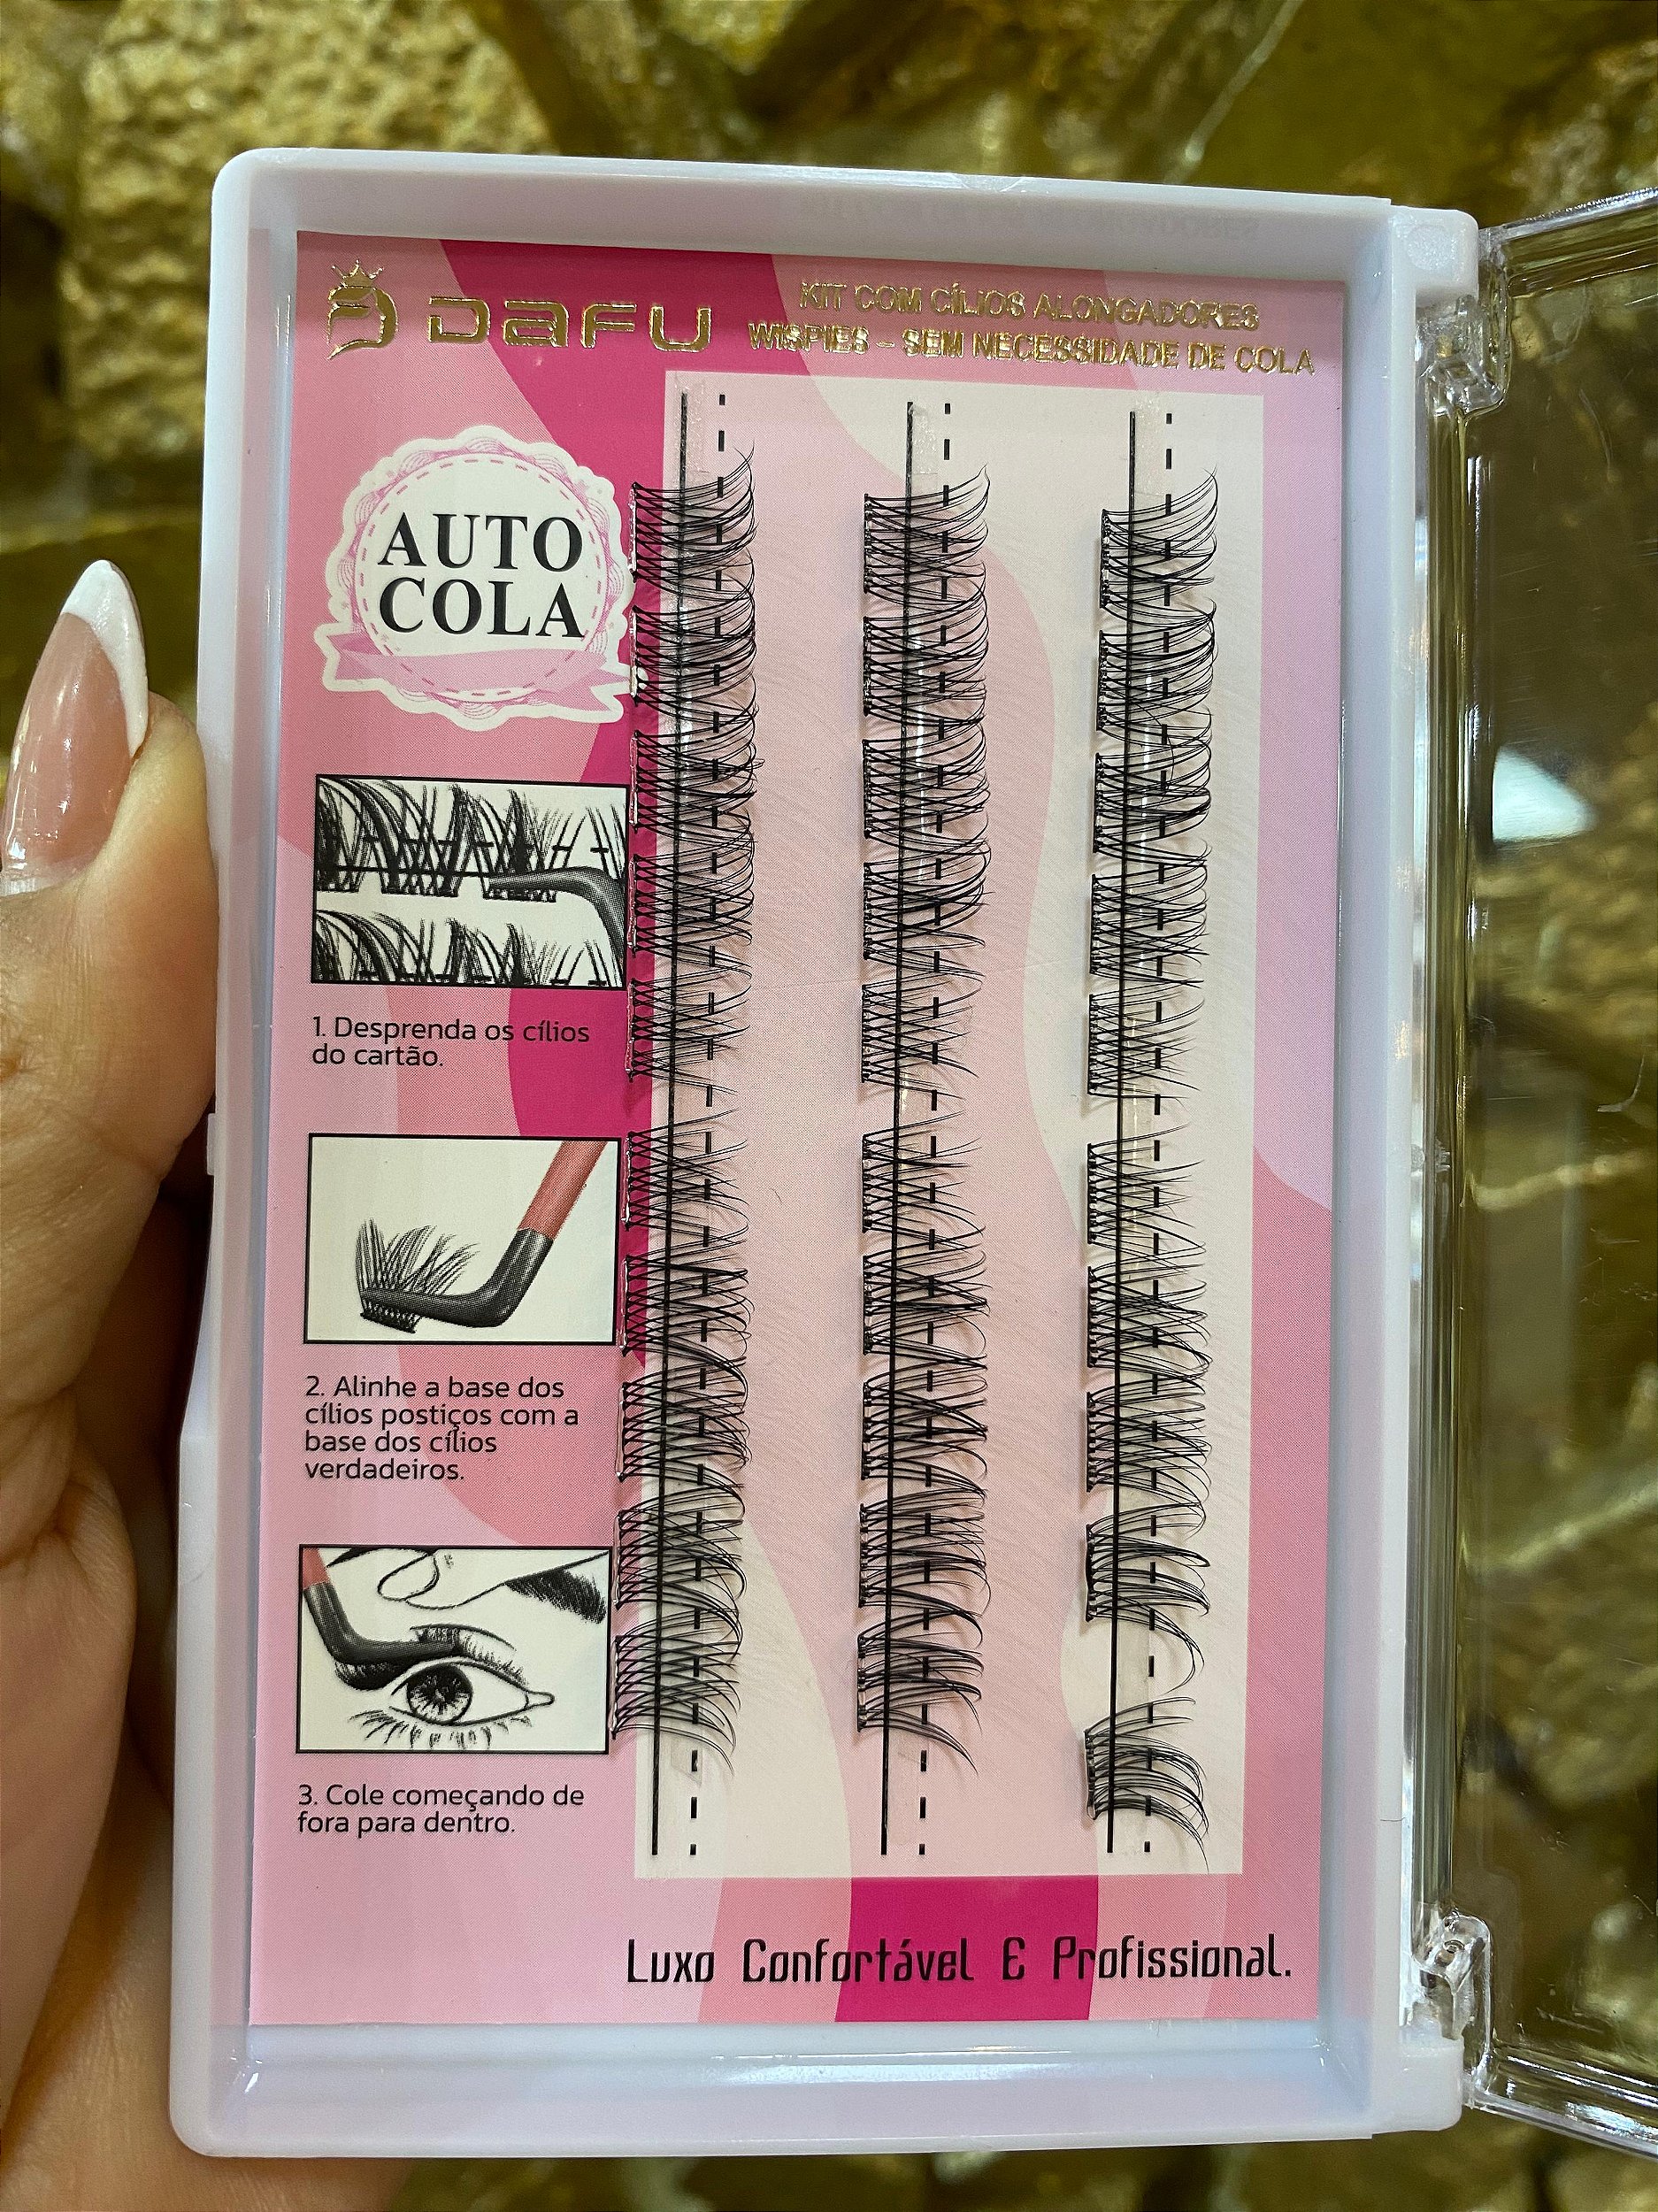 DAFU
KIT COM CÍLIOS ALONGADORES
WISPIES - SEM NECESSIDADE DE COLA
AUTO
COLA
1. Desprenda os cílios
do cartão.
2. Alinhe a base dos
cílios postiços com a
base dos cílios
verdadeiros.
3. Cole começando de
fora para dentro.
Luxo Confortável E Profissional.